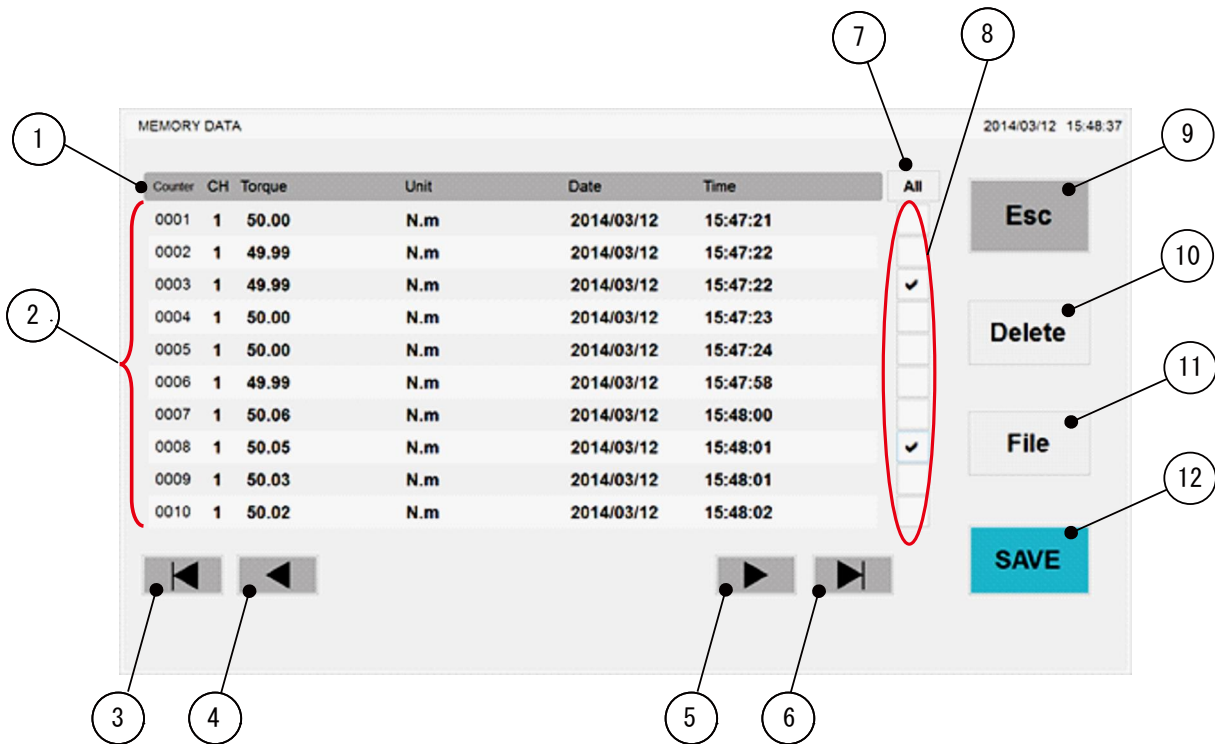 7 8
MEMORY DATA 2014/03/12 15:48:37
1 9
Counter CH Torque Unit Date Time All
0001 1 50.00 N.m 2014/03/12 15:47:21
Esc
0002 1 49.99 N.m 2014/03/12 15:47:22
10
0003 1 49.99 N.m 2014/03/12 15:47:22
2
0004 1 50.00 N.m 2014/03/12 15:47:23
Delete
0005 1 50.00 N.m 2014/03/12 15:47:24
11
0006 1 49.99 N.m 2014/03/12 15:47:58
0007 1 50.06 N.m 2014/03/12 15:48:00
0008 1 50.05 N.m 2014/03/12 15:48:01
File
0009 1 50.03 N.m 2014/03/12 15:48:01
12
0010 1 50.02 N.m 2014/03/12 15:48:02
SAVE
3 4 5 6